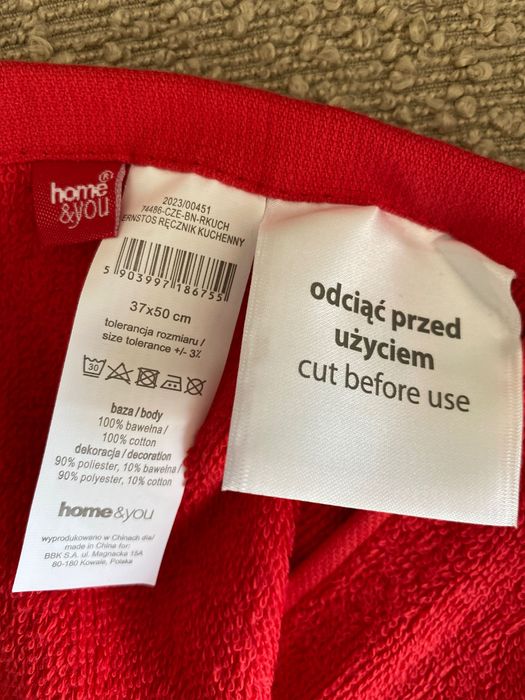 home®
&you
2023/00451
74486-CZE-BN-RKUCH
ERNSTOS RĘCZNIK KUCHENNY
5 903997 186755
37x50 cm
tolerancja rozmiaru /
size tolerance +/- 3%
30
baza / body
100% bawełna /
100% cotton
dekoracja / decoration
90% poliester, 10% bawełna /
90% polyester, 10% cotton
home&you
wyprodukowano w Chinach dla/
made in China for:
BBK S.A. ul. Magnacka 15A
80-180 Kowale, Polska
odciąć przed
użyciem
cut before use